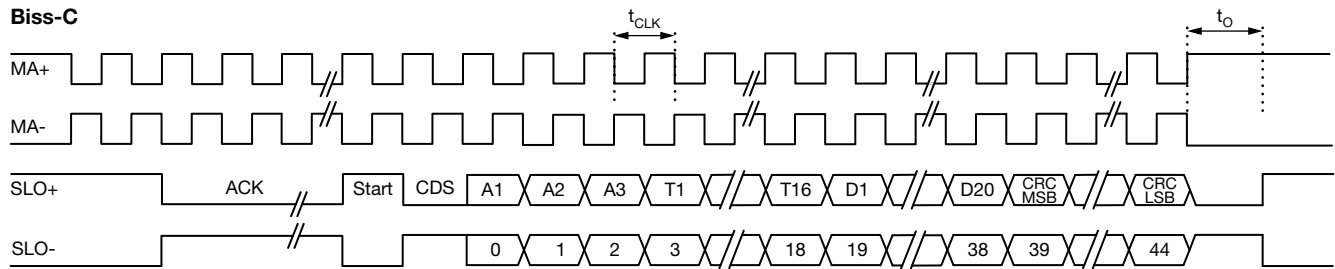 Biss-C
tCLK
tO
MA+
MA-
SLO+ ACK Start CDS A1 A2 A3 T1 T16 D1 D20 CRC MSB CRC LSB
SLO- 0 1 2 3 18 19 38 39 44